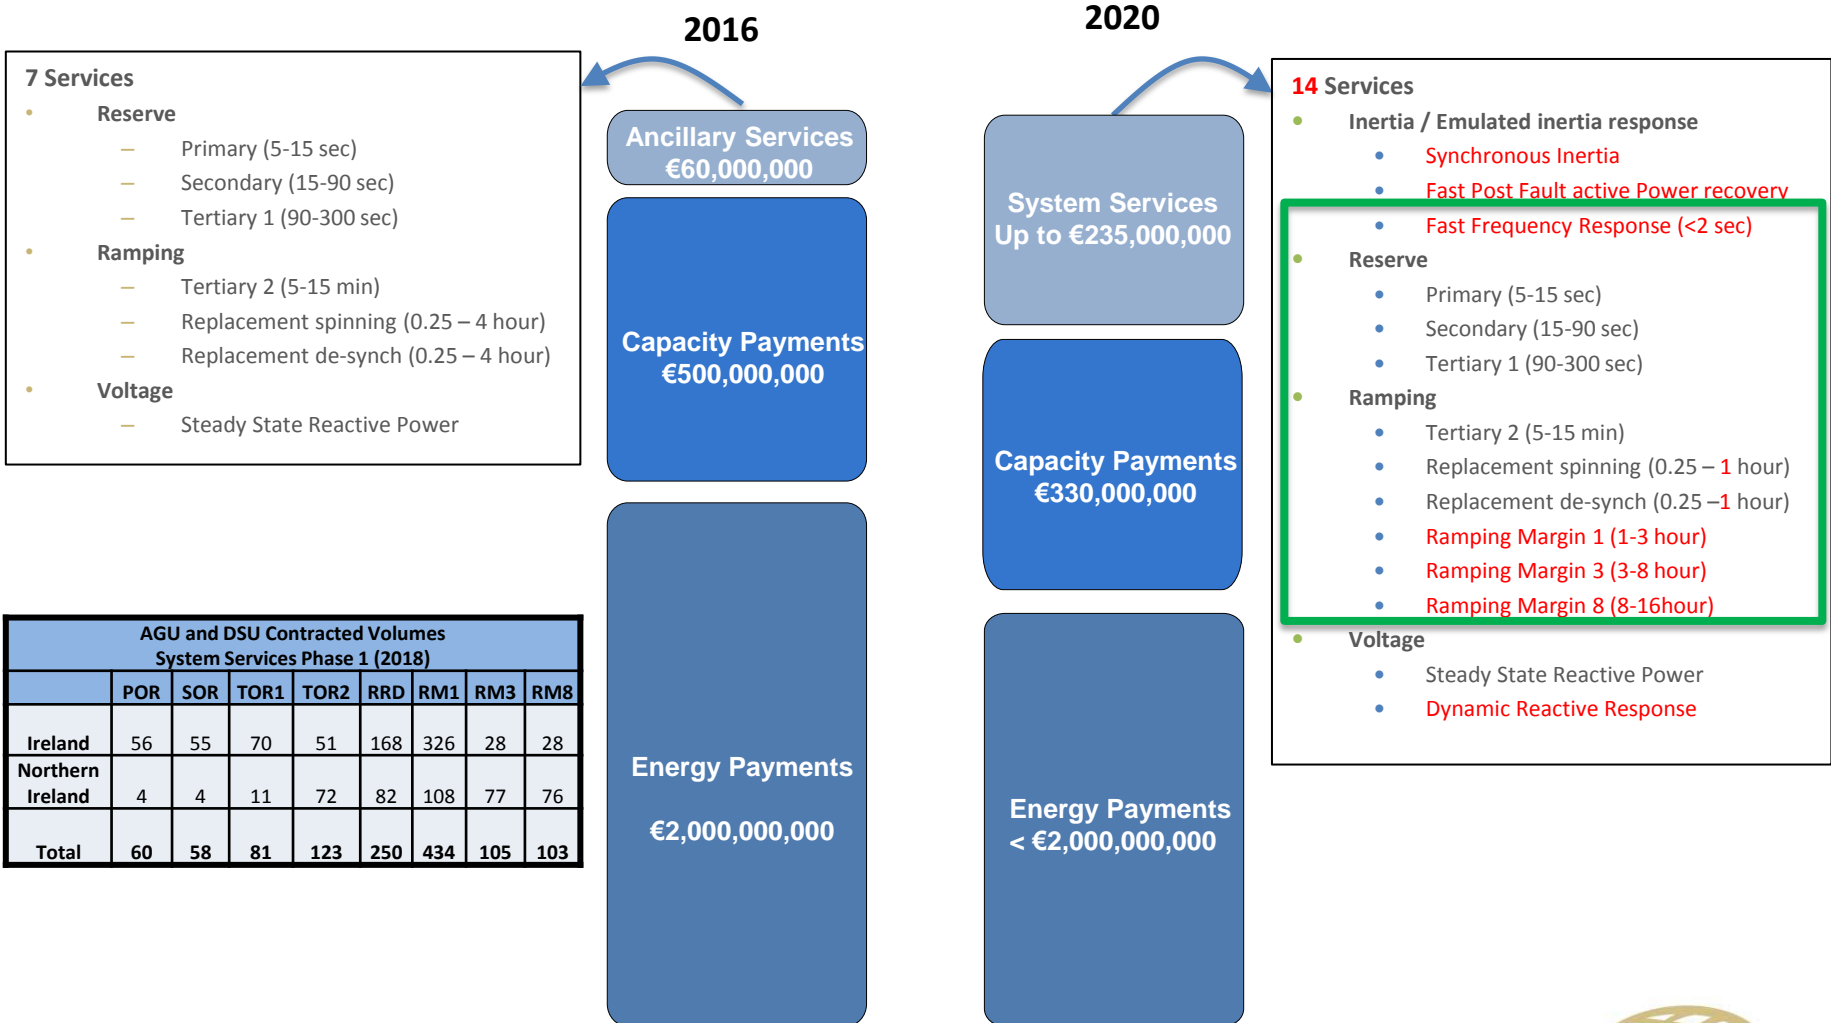 2016
2020
7 Services
• Reserve
– Primary (5-15 sec)
– Secondary (15-90 sec)
– Tertiary 1 (90-300 sec)
• Ramping
– Tertiary 2 (5-15 min)
– Replacement spinning (0.25 – 4 hour)
– Replacement de-synch (0.25 – 4 hour)
• Voltage
– Steady State Reactive Power
Ancillary Services
€60,000,000
Capacity Payments
€500,000,000
Energy Payments
€2,000,000,000
System Services
Up to €235,000,000
Capacity Payments
€330,000,000
Energy Payments
< €2,000,000,000
14 Services
• Inertia / Emulated inertia response
• Synchronous Inertia
• Fast Post Fault active Power recovery
• Fast Frequency Response (<2 sec)
• Reserve
• Primary (5-15 sec)
• Secondary (15-90 sec)
• Tertiary 1 (90-300 sec)
• Ramping
• Tertiary 2 (5-15 min)
• Replacement spinning (0.25 – 1 hour)
• Replacement de-synch (0.25 –1 hour)
• Ramping Margin 1 (1-3 hour)
• Ramping Margin 3 (3-8 hour)
• Ramping Margin 8 (8-16hour)
• Voltage
• Steady State Reactive Power
• Dynamic Reactive Response
AGU and DSU Contracted Volumes
System Services Phase 1 (2018)
POR SOR TOR1 TOR2 RRD RM1 RM3 RM8
Ireland 56 55 70 51 168 326 28 28
Northern
Ireland 4 4 11 72 82 108 77 76
Total 60 58 81 123 250 434 105 103